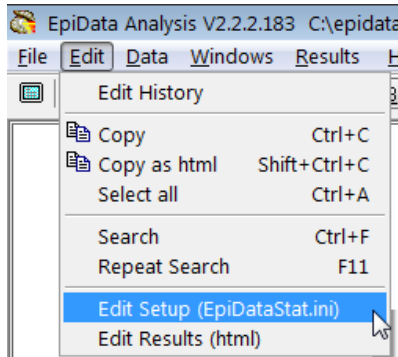 EpiData Analysis V2.2.2.183 C:\epidata
File Edit Data Windows Results H
Edit History
Copy Ctrl+C
Copy as html Shift+Ctrl+C
Select all Ctrl+A
Search Ctrl+F
Repeat Search F11
Edit Setup (EpiDataStat.ini)
Edit Results (html)